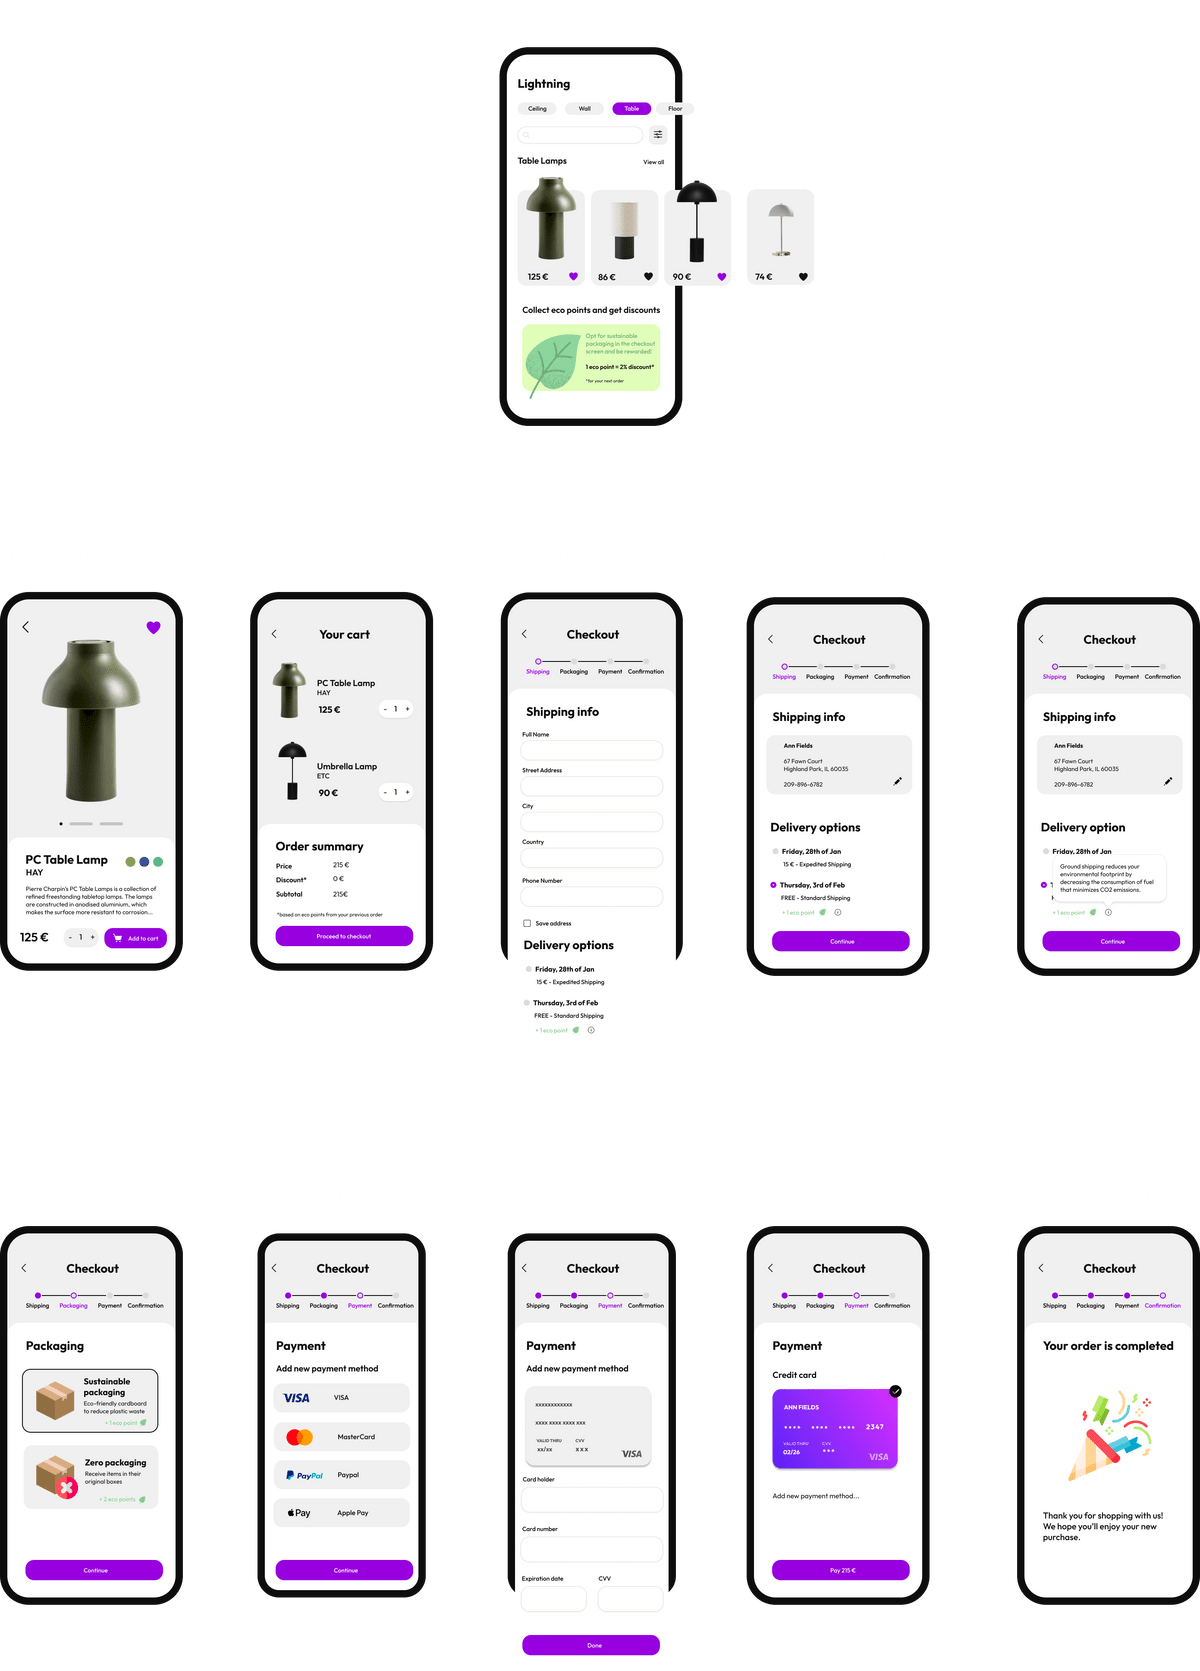 Lightning
Ceiling
Wall
Table
Floor
Table Lamps
View all
125 €
86 €
90 €
74 €
Collect eco points and get discounts
Opt for sustainable
packaging in the checkout
screen and be rewarded!
1 eco point = 2% discount*
*for your next order
PC Table Lamp
HAY
Pierre Charpin's PC Table Lamps is a collection of
refined freestanding tabletop lamps. The lamps
are constructed in anodised aluminium, which
makes the surface more resistant to corrosion...
125 €
- 1 +
Add to cart
Your cart
PC Table Lamp
HAY
125 €
- 1 +
Umbrella Lamp
ETC
90 €
- 1 +
Order summary
Price 215 €
Discount* 0 €
Subtotal 215€
*based on eco points from your previous order
Proceed to checkout
Checkout
Shipping Packaging Payment Confirmation
Shipping info
Full Name
Street Address
City
Country
Phone Number
Save address
Delivery options
Friday, 28th of Jan
15 € - Expedited Shipping
Thursday, 3rd of Feb
FREE - Standard Shipping
+ 1 eco point
Checkout
Shipping Packaging Payment Confirmation
Shipping info
Ann Fields
67 Fawn Court
Highland Park, IL 60035
209-896-6782
Delivery options
Friday, 28th of Jan
15 € - Expedited Shipping
Thursday, 3rd of Feb
FREE - Standard Shipping
+ 1 eco point
Continue
Checkout
Shipping Packaging Payment Confirmation
Shipping info
Ann Fields
67 Fawn Court
Highland Park, IL 60035
209-896-6782
Delivery option
Friday, 28th of Jan
Ground shipping reduces your
environmental footprint by
decreasing the consumption of fuel
that minimizes CO2 emissions.
+ 1 eco point
Continue
Checkout
Shipping Packaging Payment Confirmation
Packaging
Sustainable
packaging
Eco-friendly cardboard
to reduce plastic waste
+ 1 eco point
Zero packaging
Receive items in their
original boxes
+ 2 eco points
Continue
Checkout
Shipping Packaging Payment Confirmation
Payment
Add new payment method
VISA VISA
MasterCard
PayPal Paypal
Pay Apple Pay
Continue
Checkout
Shipping Packaging Payment Confirmation
Payment
Add new payment method
xxxxxxxxxxxx
xxxx xxxx xxxx xxx
VALID THRU CVV
xx/xx xxx
VISA
Card holder
Card number
Expiration date CVV
Done
Checkout
Shipping Packaging Payment Confirmation
Payment
Credit card
ANN FIELDS
**** **** **** 2347
VALID THRU CVV
02/26 ***
VISA
Add new payment method...
Pay 215 €
Checkout
Shipping Packaging Payment Confirmation
Your order is completed
Thank you for shopping with us!
We hope you'll enjoy your new
purchase.